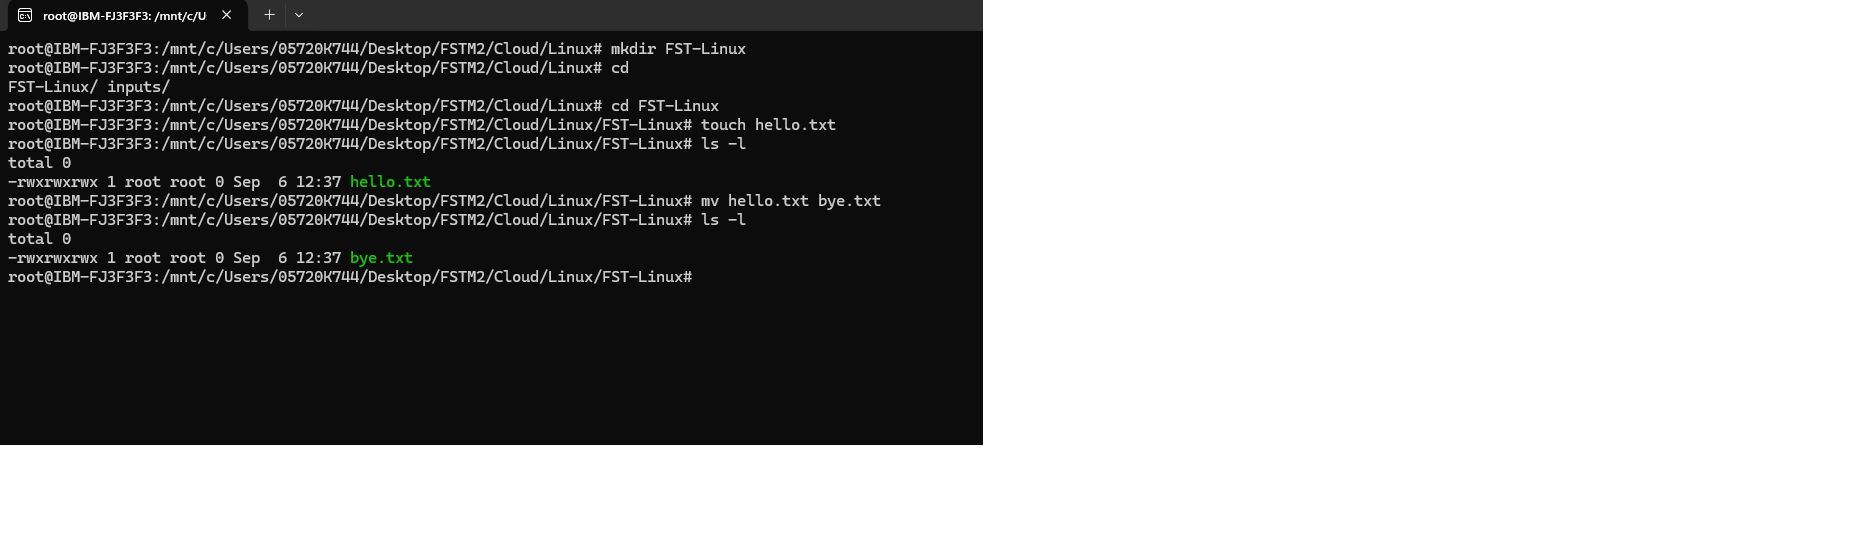 root@IBM-FJ3F3F3: /mnt/c/U
root@IBM-FJ3F3F3:/mnt/c/Users/05720K744/Desktop/FSTM2/Cloud/Linux# mkdir FST-Linux
root@IBM-FJ3F3F3:/mnt/c/Users/05720K744/Desktop/FSTM2/Cloud/Linux# cd
FST-Linux/ inputs/
root@IBM-FJ3F3F3:/mnt/c/Users/05720K744/Desktop/FSTM2/Cloud/Linux# cd FST-Linux
root@IBM-FJ3F3F3:/mnt/c/Users/05720K744/Desktop/FSTM2/Cloud/Linux/FST-Linux# touch hello.txt
root@IBM-FJ3F3F3:/mnt/c/Users/05720K744/Desktop/FSTM2/Cloud/Linux/FST-Linux# ls -l
total 0
-rwxrwxrwx 1 root root 0 Sep  6 12:37 hello.txt
root@IBM-FJ3F3F3:/mnt/c/Users/05720K744/Desktop/FSTM2/Cloud/Linux/FST-Linux# mv hello.txt bye.txt
root@IBM-FJ3F3F3:/mnt/c/Users/05720K744/Desktop/FSTM2/Cloud/Linux/FST-Linux# ls -l
total 0
-rwxrwxrwx 1 root root 0 Sep  6 12:37 bye.txt
root@IBM-FJ3F3F3:/mnt/c/Users/05720K744/Desktop/FSTM2/Cloud/Linux/FST-Linux#